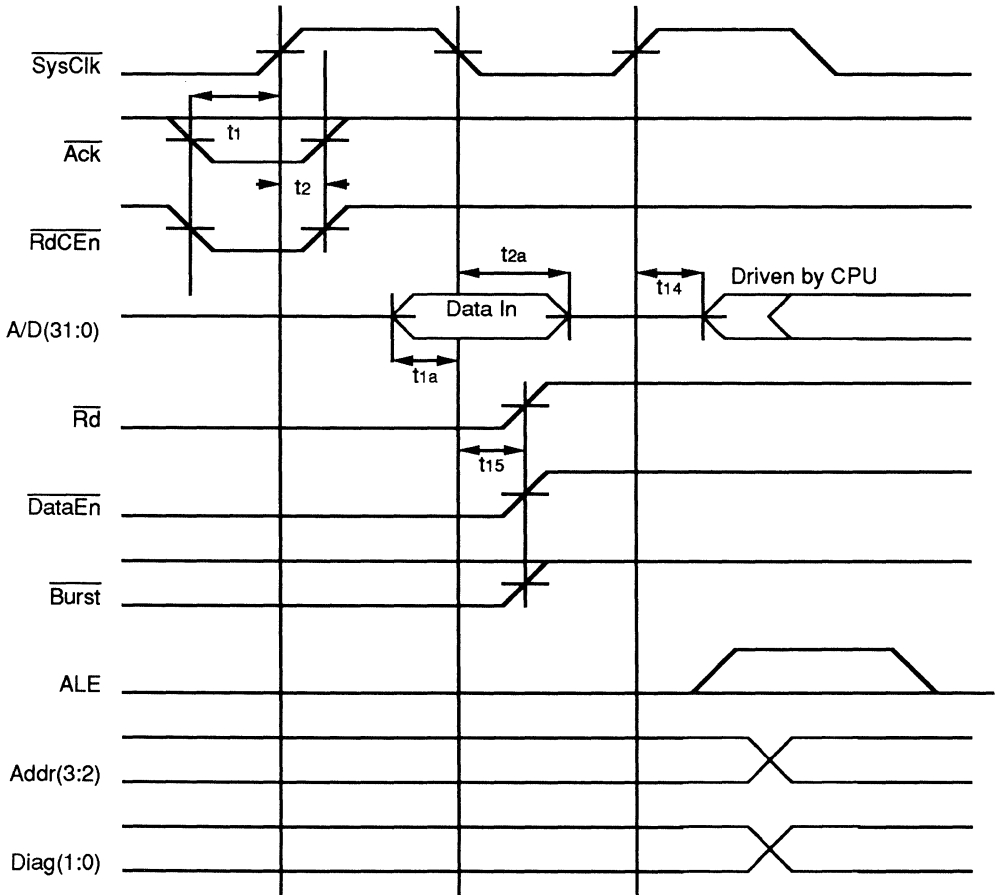 SysClk
t1
Ack
t2
RdCEn
t2a
t14
Driven by CPU
Data In
A/D(31:0)
t1a
Rd
t15
DataEn
Burst
ALE
Addr(3:2)
Diag(1:0)